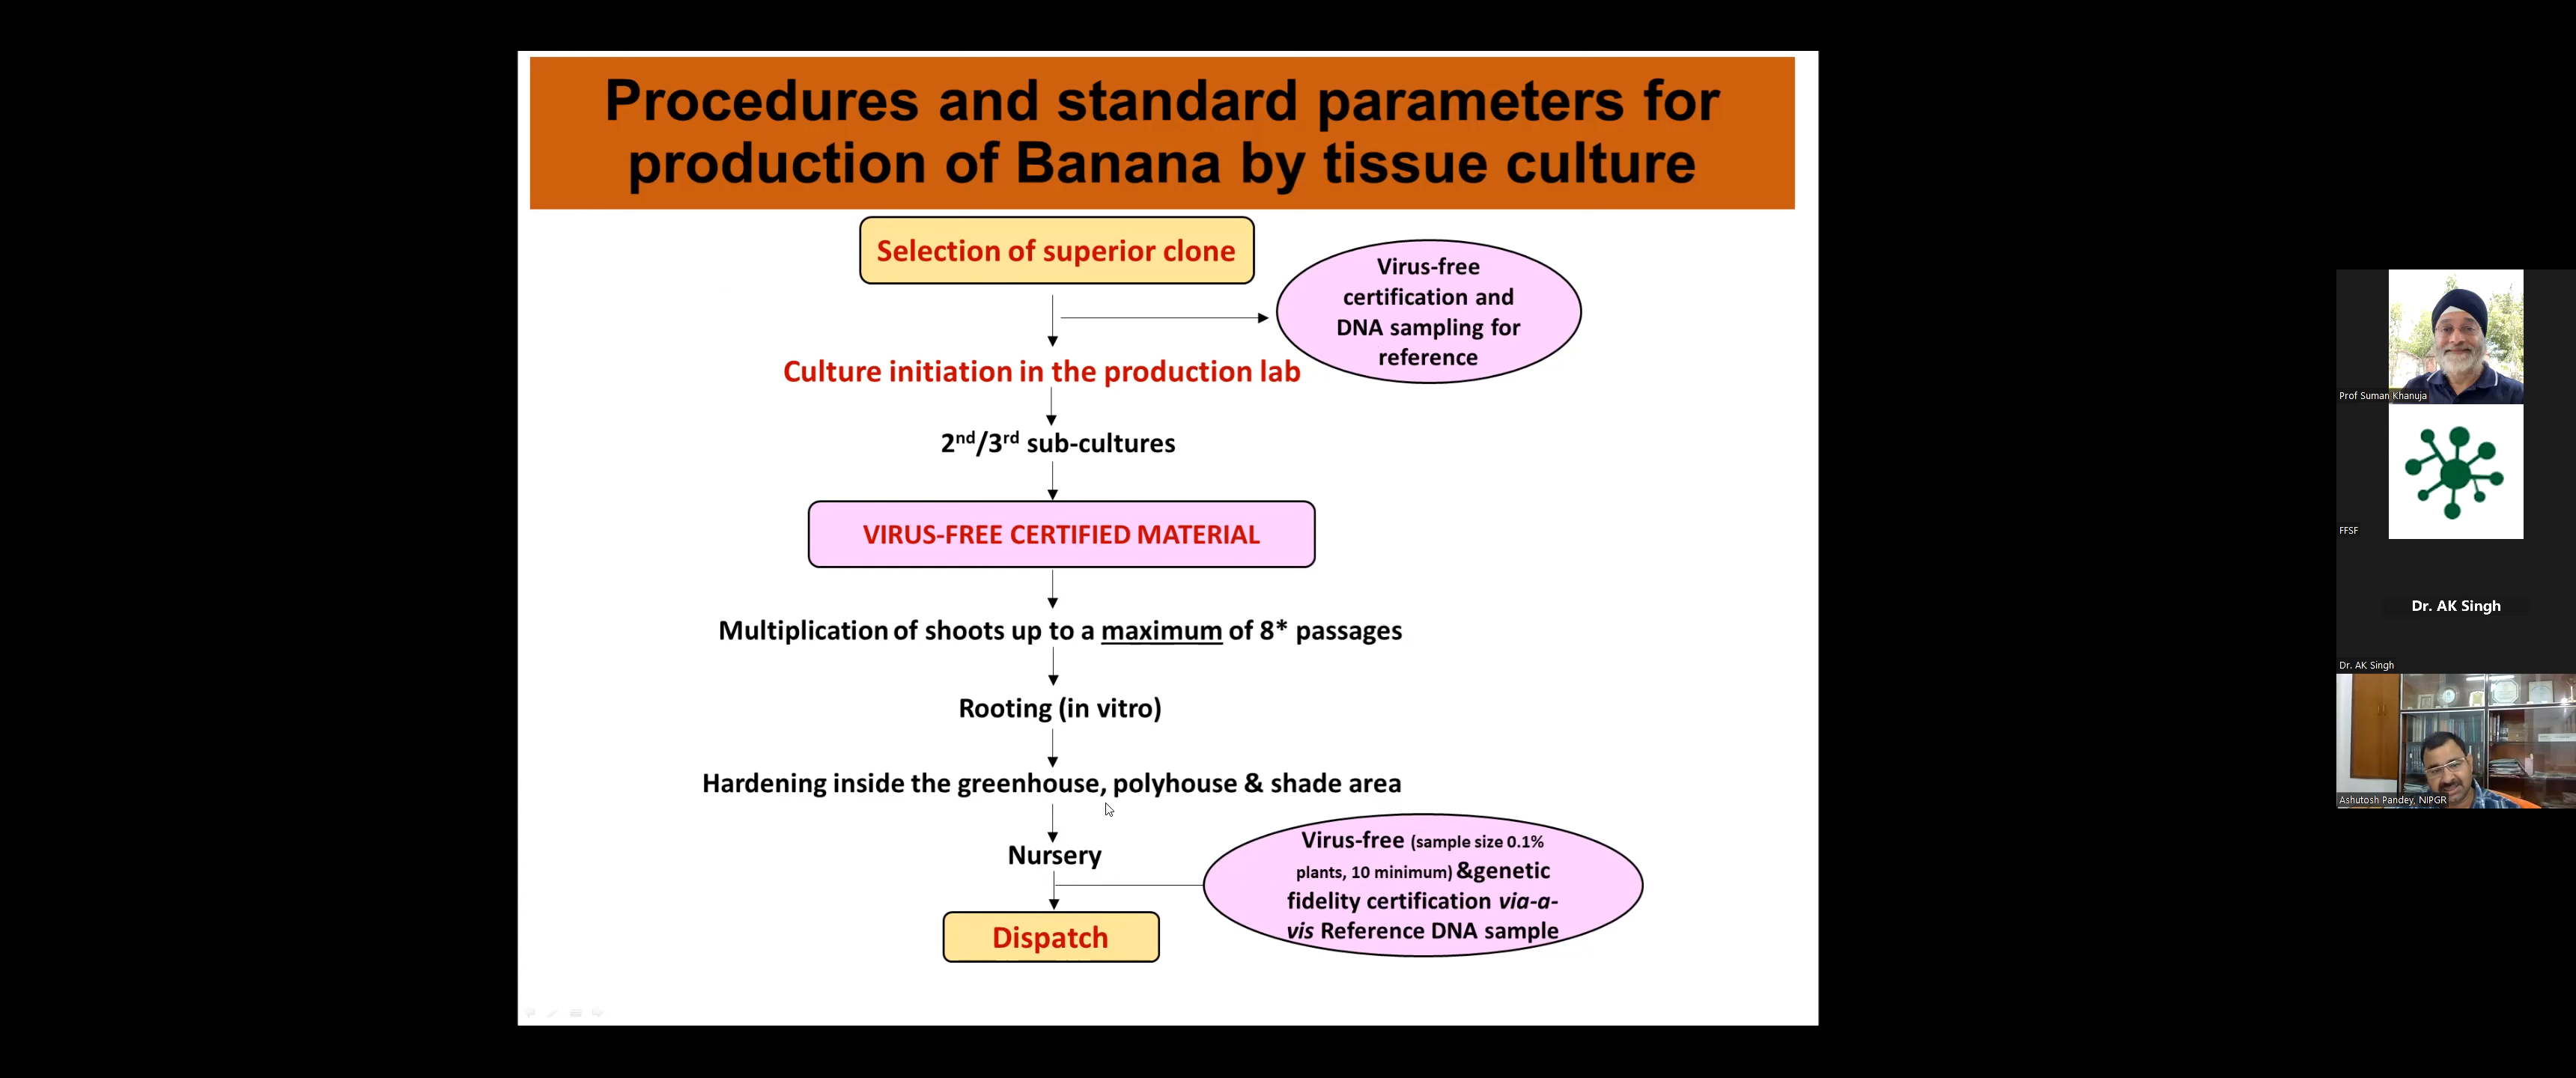 Procedures and standard parameters for
production of Banana by tissue culture
Selection of superior clone
Virus-free
certification and
DNA sampling for
reference
Culture initiation in the production lab
2nd/3rd sub-cultures
VIRUS-FREE CERTIFIED MATERIAL
Multiplication of shoots up to a maximum of 8* passages
Rooting (in vitro)
Hardening inside the greenhouse, polyhouse & shade area
Nursery
Virus-free (sample size 0.1%
plants, 10 minimum) &genetic
fidelity certification via-a-
vis Reference DNA sample
Dispatch
Prof Suman Khanuja
FFSF
Dr. AK Singh
Dr. AK Singh
Ashutosh Pandey, NIPGR